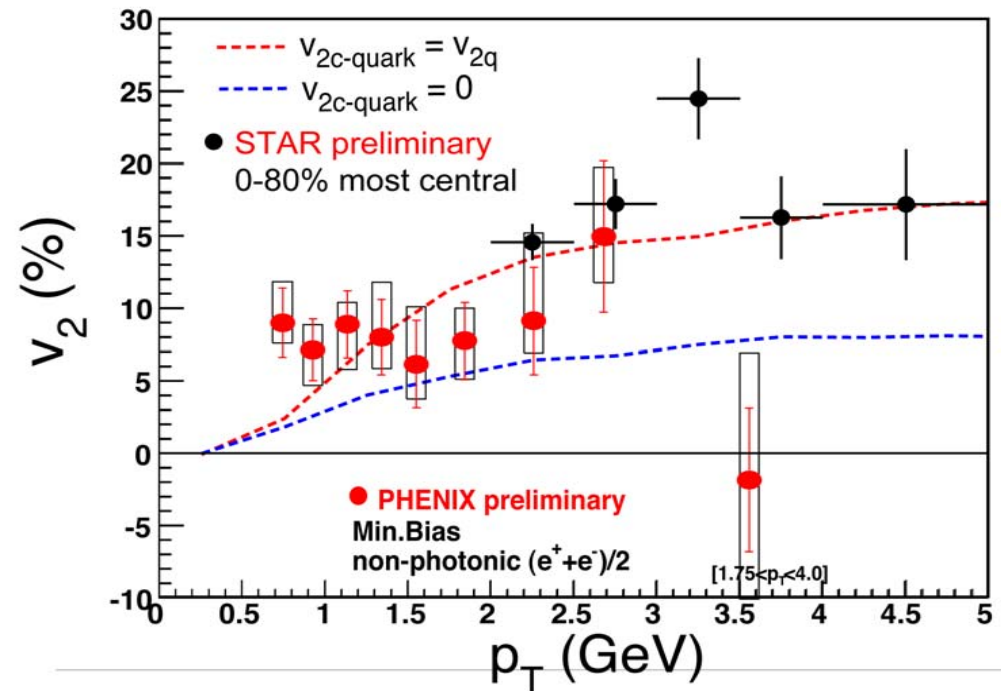 30
25
20
15
10
5
0
-5
-10
v₂ (%)
v₂c-quark = v₂q
v₂c-quark = 0
STAR preliminary
0-80% most central
PHENIX preliminary
Min.Bias
non-photonic (e⁺+e⁻)/2
[1.75<p_T<4.0]
0 0.5 1 1.5 2 2.5 3 3.5 4 4.5 5
p_T (GeV)